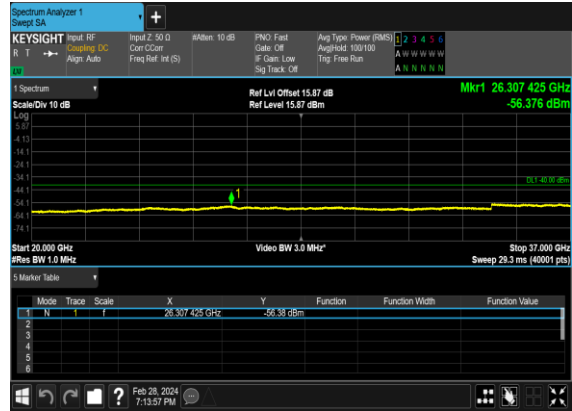 Spectrum Analyzer 1
Swept SA
+
KEYSIGHT Input: RF Input Z: 50 Ω #Atten: 10 dB PNO: Fast Avg Type: Power (RMS) 1 2 3 4 5 6
R T Coupling: DC Corr CCorr Gate: Off Avg|Hold: 100/100 A W W W W W
Align: Auto Freq Ref: Int (S) IF Gain: Low Trig: Free Run
Sig Track: Off A N N N N N
1 Spectrum Ref Lvl Offset 15.87 dB Mkr1 26.307 425 GHz
Scale/Div 10 dB Ref Level 15.87 dBm -56.376 dBm
Log
5.87
-4.13
-14.1
-24.1
-34.1
DL1 -40.00 dBm
-44.1
1
-54.1
-64.1
-74.1
Start 20.000 GHz Video BW 3.0 MHz* Stop 37.000 GHz
#Res BW 1.0 MHz Sweep 29.3 ms (40001 pts)
5 Marker Table
Mode Trace Scale X Y Function Function Width Function Value
1 N 1 f 26.307 425 GHz -56.38 dBm
2
3
4
5
6
? Feb 28, 2024
7:13:57 PM